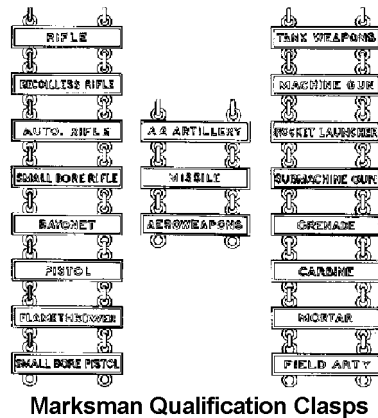 RIFLE
RECOILLESS RIFLE
AUTO. RIFLE
SMALL BORE RIFLE
BAYONET
PISTOL
FLAMETHROWER
SMALL BORE PISTOL
A A ARTILLERY
MISSILE
AEROWEAPONS
TANK WEAPONS
MACHINE GUN
ROCKET LAUNCHER
SUBMACHINE GUN
GRENADE
CARBINE
MORTAR
FIELD ARTY
Marksman Qualification Clasps